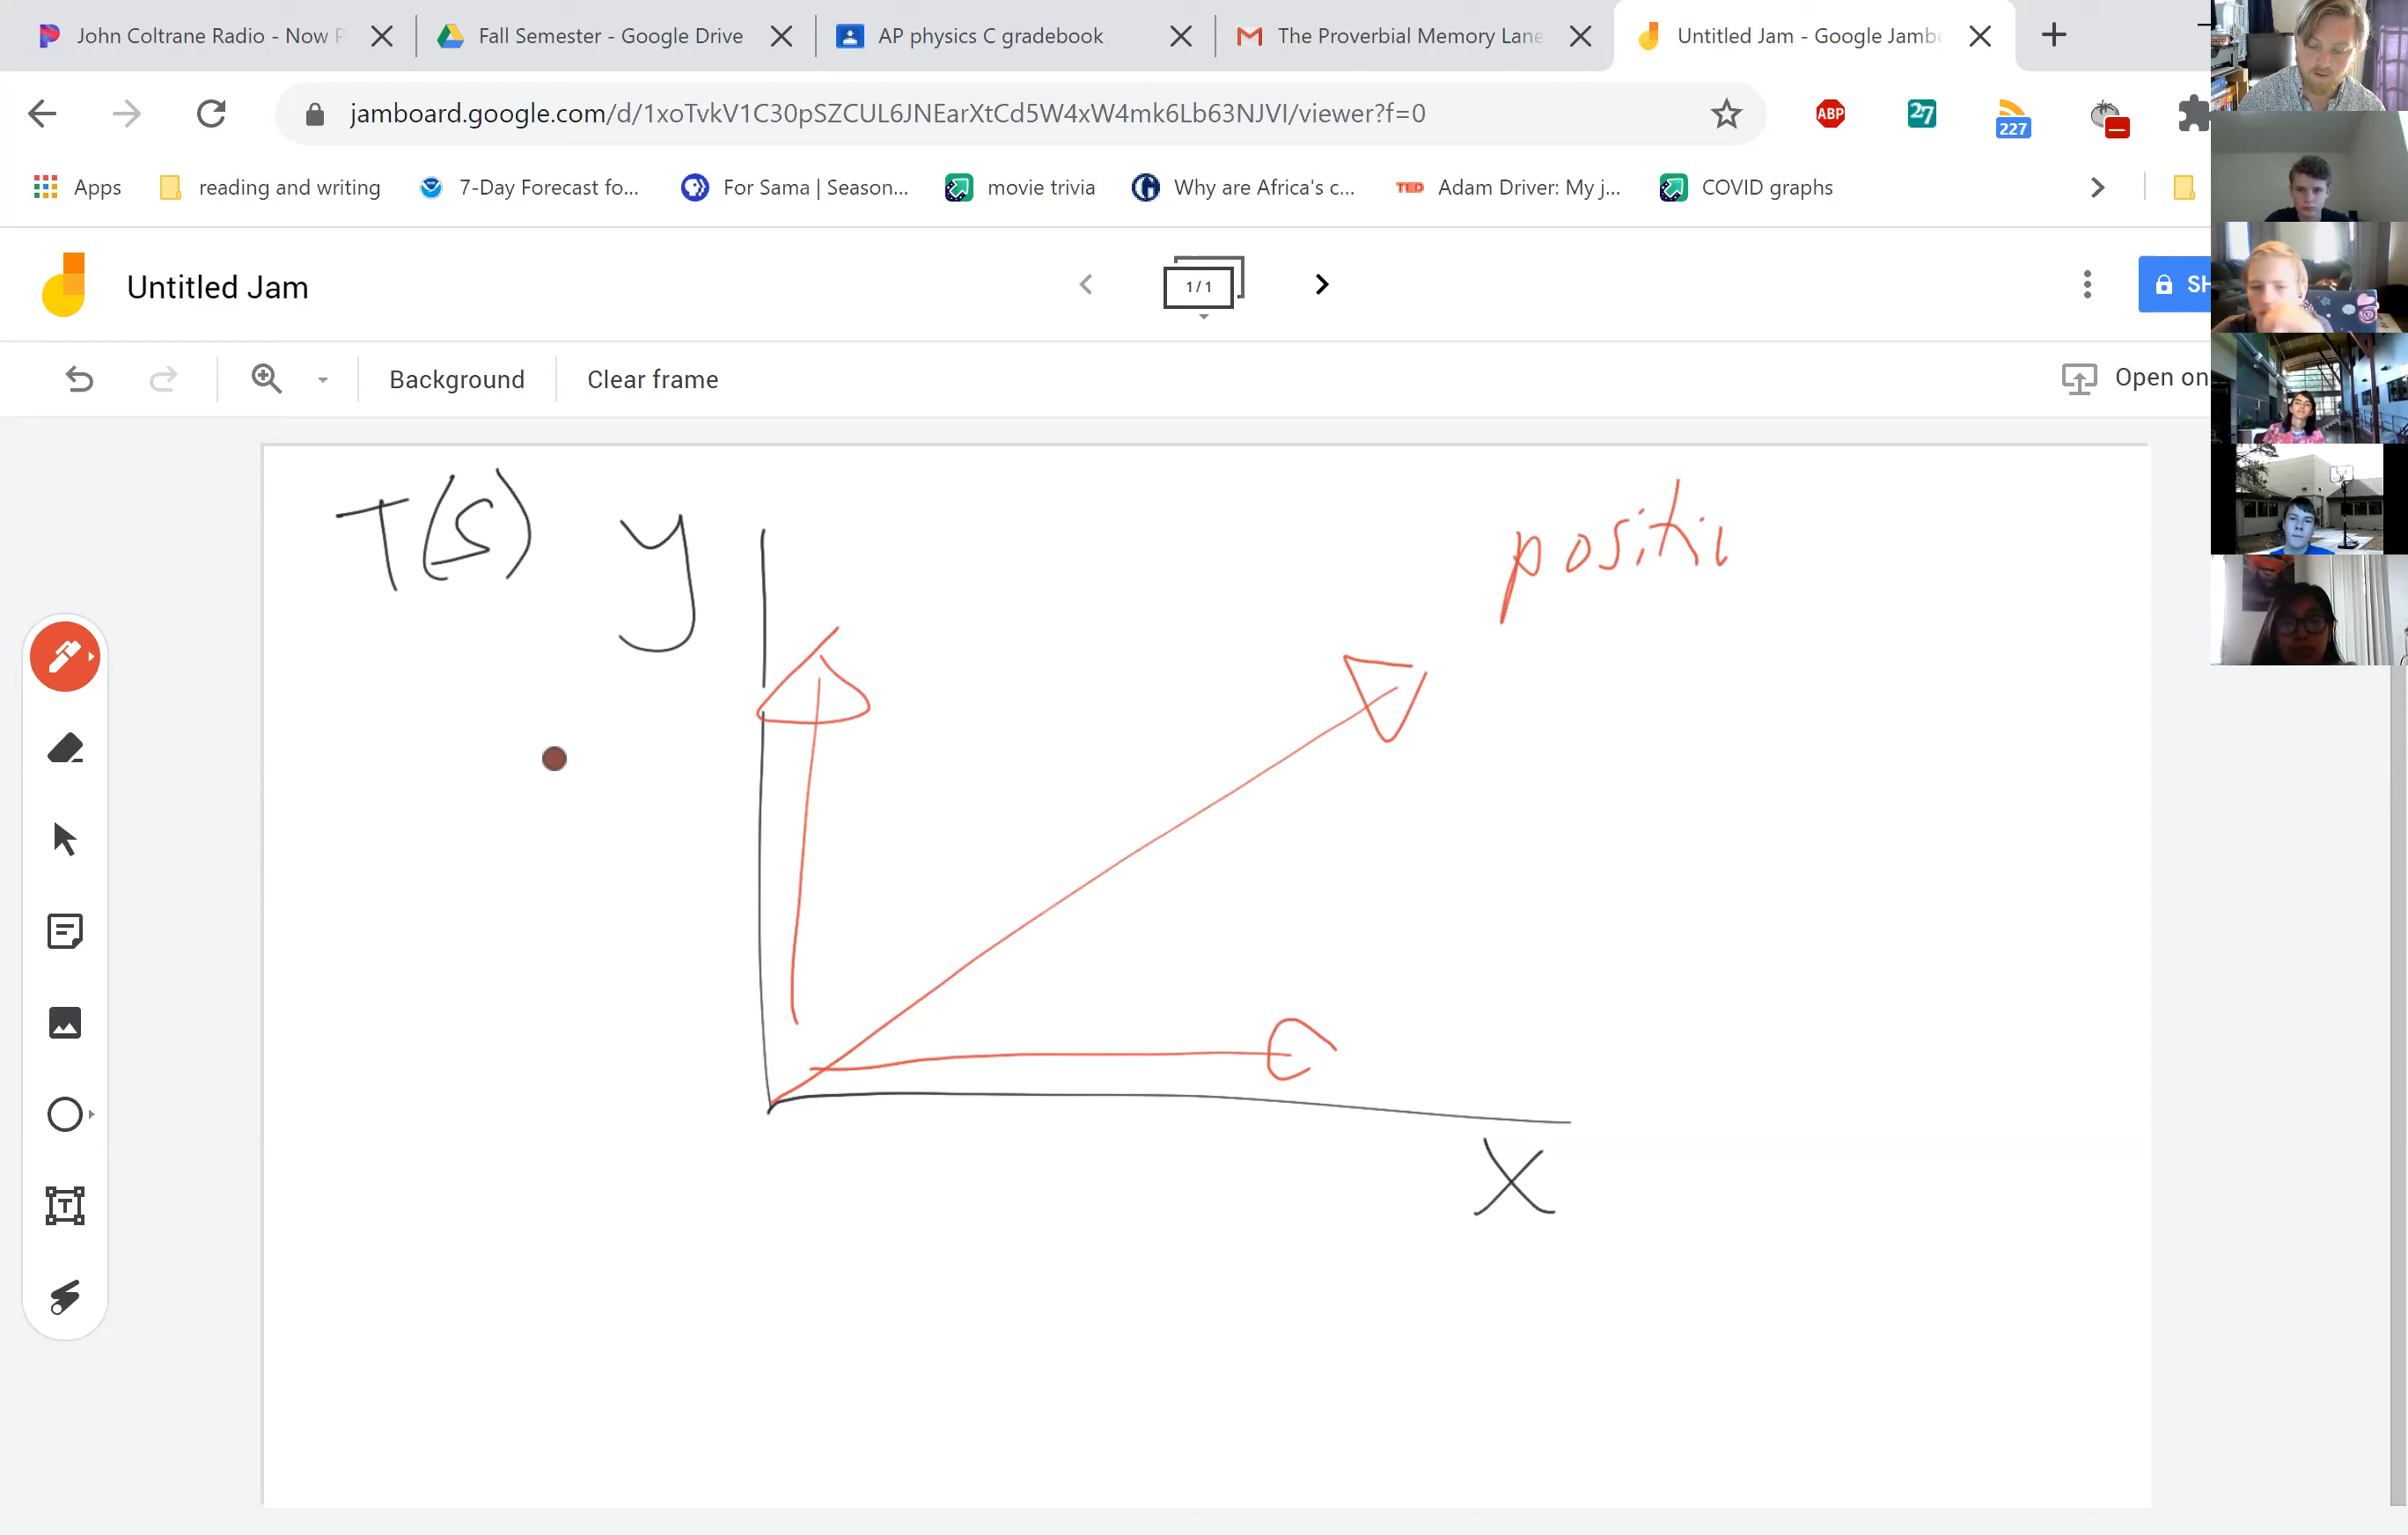 John Coltrane Radio - Now P
Fall Semester - Google Drive
AP physics C gradebook
The Proverbial Memory Lane
Untitled Jam - Google Jambo
jamboard.google.com/d/1xoTvkV1C30pSZCUL6JNEarXtCd5W4xW4mk6Lb63NJVI/viewer?f=0
ABP
27
227
Apps
reading and writing
7-Day Forecast fo...
For Sama | Season...
movie trivia
Why are Africa's c...
TED
Adam Driver: My j...
COVID graphs
Untitled Jam
1 / 1
SH
Background
Clear frame
Open on
T(s)
y
positi
x